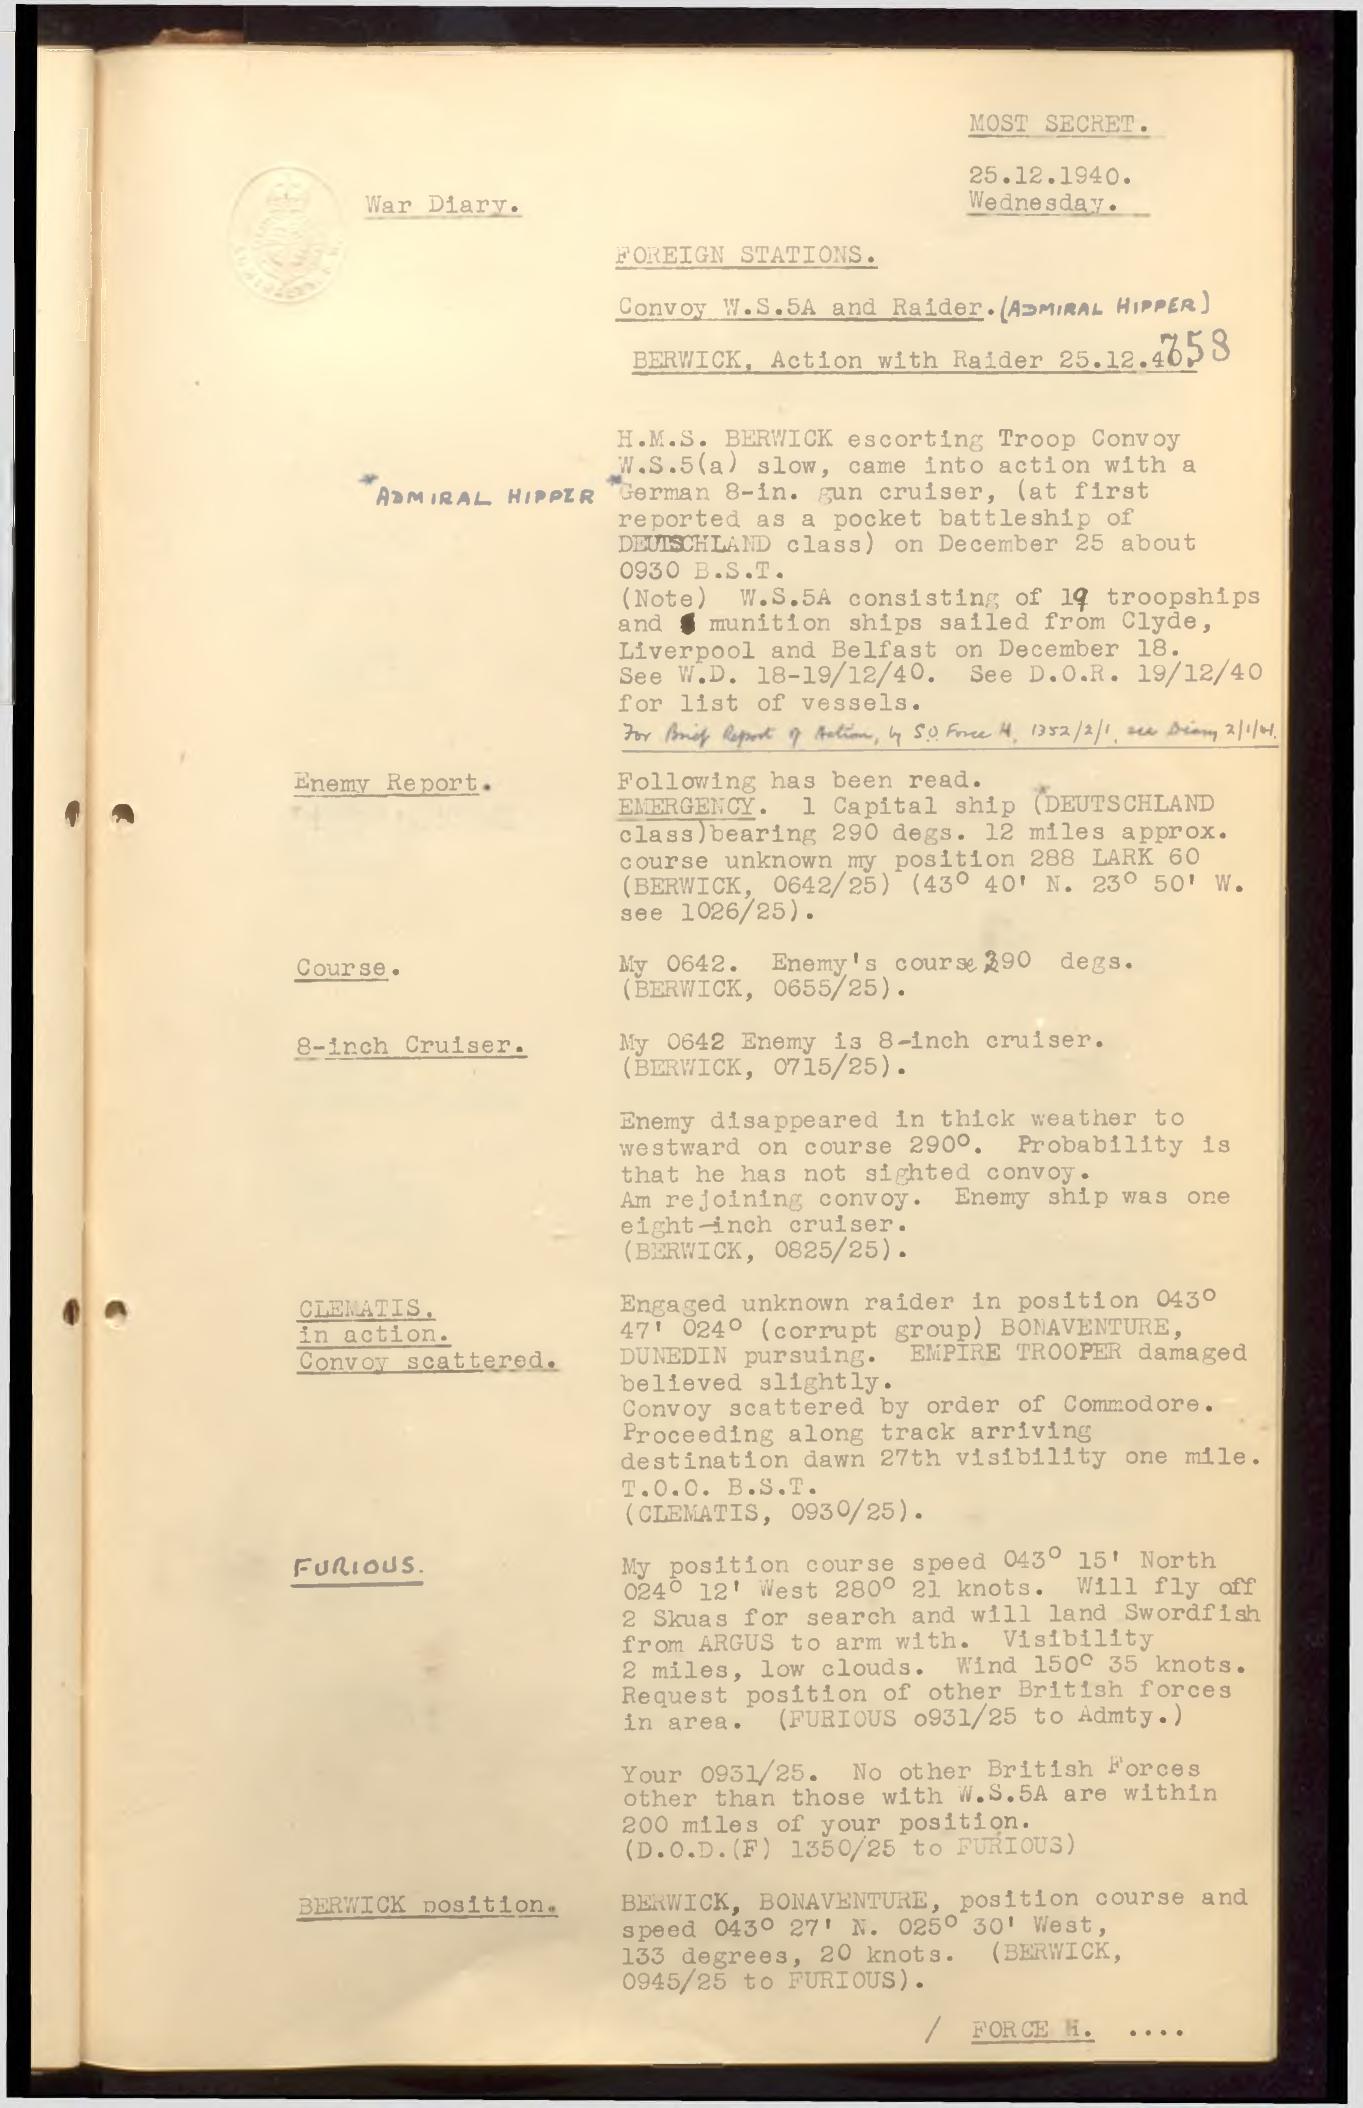 MOST SECRET.
25.12.1940.
Wednesday.
War Diary.
FOREIGN STATIONS.
Convoy W.S.5A and Raider. (ADMIRAL HIPPER)
BERWICK, Action with Raider 25.12.40.
758
H.M.S. BERWICK escorting Troop Convoy
W.S.5(a) slow, came into action with a
*ADMIRAL HIPPER
*German 8-in. gun cruiser, (at first
reported as a pocket battleship of
DEUTSCHLAND class) on December 25 about
0930 B.S.T.
(Note) W.S.5A consisting of 19 troopships
and munition ships sailed from Clyde,
Liverpool and Belfast on December 18.
See W.D. 18-19/12/40. See D.O.R. 19/12/40
for list of vessels.
For Brief Report of Action, by S.O. Force H. 1352/2/1, see Diary 2/1/41.
Enemy Report.
Following has been read.
EMERGENCY. 1 Capital ship (*DEUTSCHLAND
class)bearing 290 degs. 12 miles approx.
course unknown my position 288 LARK 60
(BERWICK, 0642/25) (43° 40' N. 23° 50' W.
see 1026/25).
Course.
My 0642. Enemy's course 290 degs.
(BERWICK, 0655/25).
8-inch Cruiser.
My 0642 Enemy is 8-inch cruiser.
(BERWICK, 0715/25).
Enemy disappeared in thick weather to
westward on course 290°. Probability is
that he has not sighted convoy.
Am rejoining convoy. Enemy ship was one
eight-inch cruiser.
(BERWICK, 0825/25).
CLEMATIS.
in action.
Convoy scattered.
Engaged unknown raider in position 043°
47' 024° (corrupt group) BONAVENTURE,
DUNEDIN pursuing. EMPIRE TROOPER damaged
believed slightly.
Convoy scattered by order of Commodore.
Proceeding along track arriving
destination dawn 27th visibility one mile.
T.O.O. B.S.T.
(CLEMATIS, 0930/25).
FURIOUS.
My position course speed 043° 15' North
024° 12' West 280° 21 knots. Will fly off
2 Skuas for search and will land Swordfish
from ARGUS to arm with. Visibility
2 miles, low clouds. Wind 150° 35 knots.
Request position of other British forces
in area. (FURIOUS o931/25 to Admty.)
Your 0931/25. No other British Forces
other than those with W.S.5A are within
200 miles of your position.
(D.O.D.(F) 1350/25 to FURIOUS)
BERWICK position.
BERWICK, BONAVENTURE, position course and
speed 043° 27' N. 025° 30' West,
133 degrees, 20 knots. (BERWICK,
0945/25 to FURIOUS).
/ FORCE H. ....